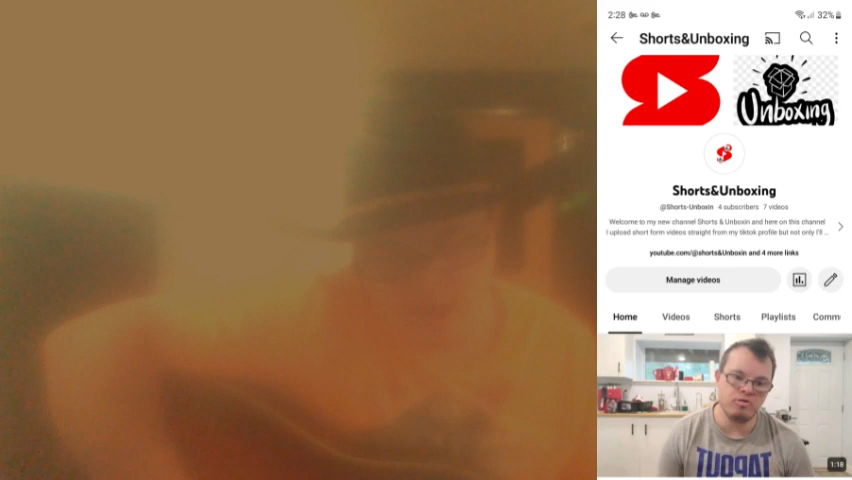 2:28
32%
Shorts&Unboxing
Unboxing
Shorts&Unboxing
@Shorts-Unboxin 4 subscribers 7 videos
Welcome to my new channel Shorts & Unboxin and here on this channel
I upload short form videos straight from my tiktok profile but not only i'll ...
youtube.com/@shorts&Unboxin and 4 more links
Manage videos
Home Videos Shorts Playlists Comm
TAPOUT
1:18